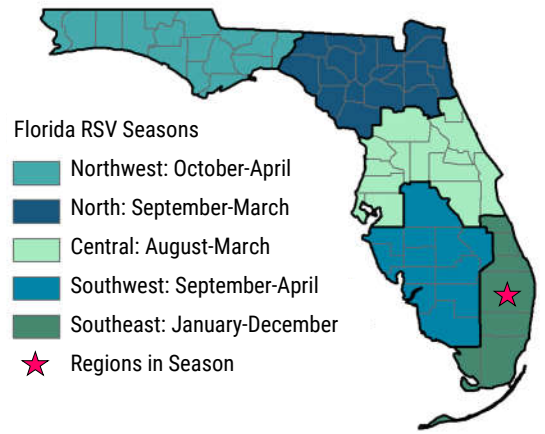 Florida RSV Seasons
Northwest: October-April
North: September-March
Central: August-March
Southwest: September-April
Southeast: January-December
Regions in Season